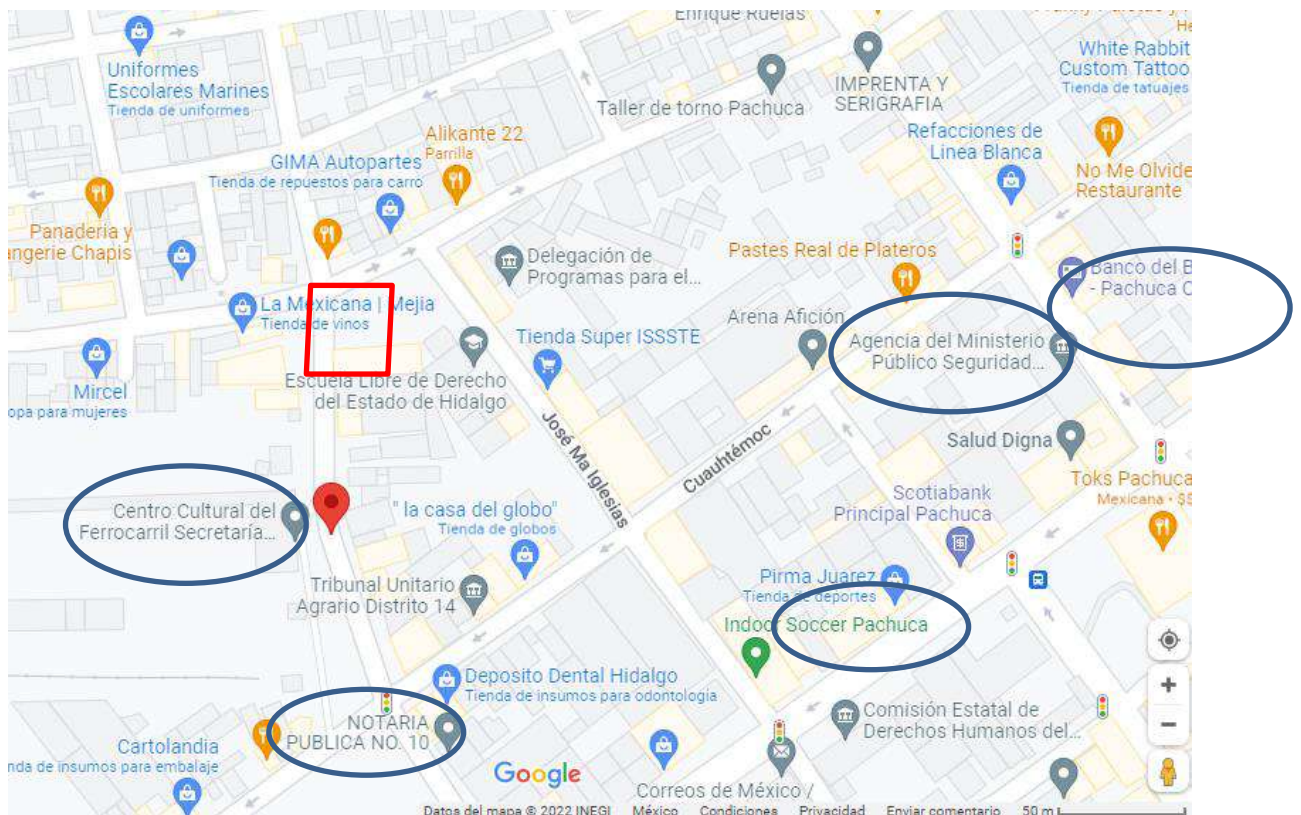 Enrique Ruelas
White Rabbit
Custom Tattoo
Tienda de tatuajes
Uniformes
Escolares Marines
Tienda de uniformes
Taller de torno Pachuca
IMPRENTA Y
SERIGRAFIA
Refacciones de
Linea Blanca
Alikante 22
Parrilla
GIMA Autopartes
Tienda de repuestos para carro
No Me Olvide
Restaurante
Panaderia y
angerie Chapis
Delegación de
Programas para el...
Pastes Real de Plateros
Banco del B
- Pachuca C
La Mexicana | Mejia
Tienda de vinos
Arena Afición
Agencia del Ministerio
Público Seguridad...
Tienda Super ISSSTE
Mircel
opa para mujeres
Escuela Libre de Derecho
del Estado de Hidalgo
José Ma Iglesias
Cuauhtémoc
Salud Digna
Toks Pachuca
Mexicana · $$
Scotiabank
Principal Pachuca
Centro Cultural del
Ferrocarril Secretaría...
" la casa del globo"
Tienda de globos
Tribunal Unitario
Agrario Distrito 14
Pirma Juarez
Tienda de deportes
Indoor Soccer Pachuca
Deposito Dental Hidalgo
Tienda de insumos para odontologia
NOTARIA
PUBLICA NO. 10
Comisión Estatal de
Derechos Humanos del...
Cartolandia
nda de insumos para embalaje
Google
Correos de México /
Datos del mapa © 2022 INEGI México Condiciones Privacidad Enviar comentario 50 m